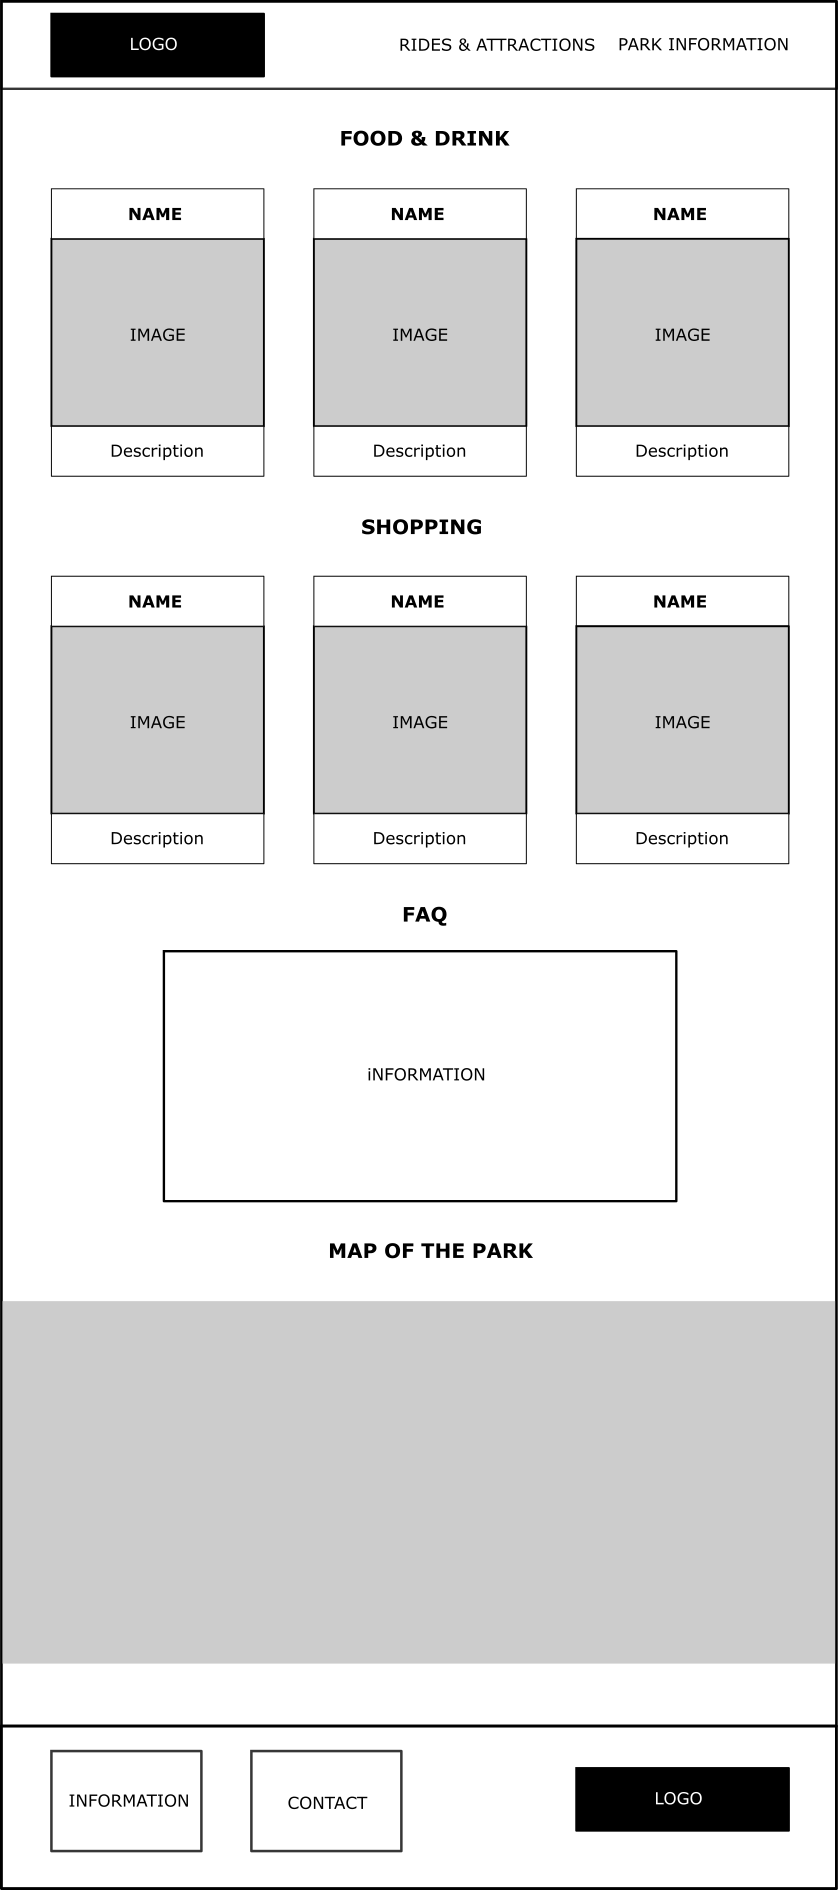 LOGO
RIDES & ATTRACTIONS PARK INFORMATION
FOOD & DRINK
NAME NAME NAME
IMAGE IMAGE IMAGE
Description Description Description
SHOPPING
NAME NAME NAME
IMAGE IMAGE IMAGE
Description Description Description
FAQ
iNFORMATION
MAP OF THE PARK
INFORMATION
CONTACT
LOGO